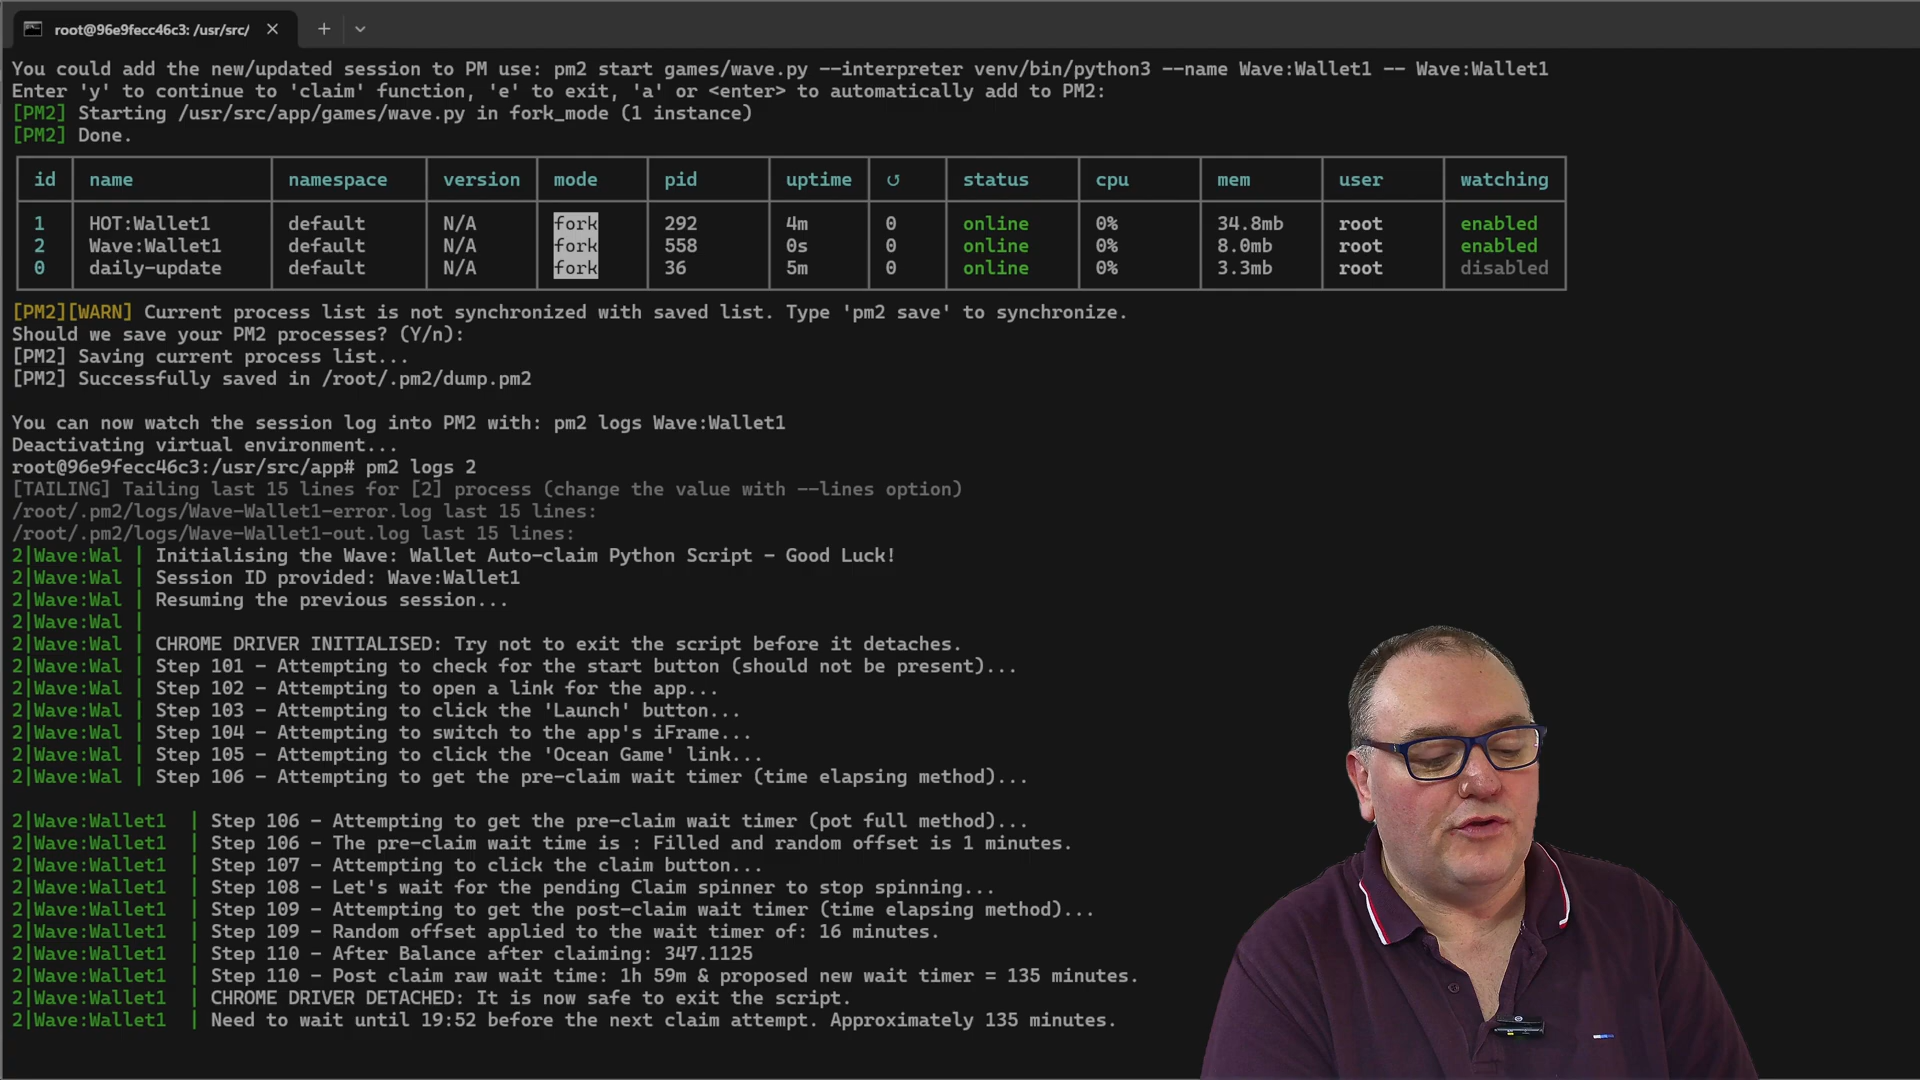 root@96e9fecc46c3: /usr/src/
You could add the new/updated session to PM use: pm2 start games/wave.py --interpreter venv/bin/python3 --name Wave:Wallet1 -- Wave:Wallet1
Enter 'y' to continue to 'claim' function, 'e' to exit, 'a' or <enter> to automatically add to PM2:
[PM2] Starting /usr/src/app/games/wave.py in fork_mode (1 instance)
[PM2] Done.
id name namespace version mode pid uptime ↺ status cpu mem user watching
1 HOT:Wallet1 default N/A fork 292 4m 0 online 0% 34.8mb root enabled
2 Wave:Wallet1 default N/A fork 558 0s 0 online 0% 8.0mb root enabled
0 daily-update default N/A fork 36 5m 0 online 0% 3.3mb root disabled
[PM2][WARN] Current process list is not synchronized with saved list. Type 'pm2 save' to synchronize.
Should we save your PM2 processes? (Y/n):
[PM2] Saving current process list...
[PM2] Successfully saved in /root/.pm2/dump.pm2
You can now watch the session log into PM2 with: pm2 logs Wave:Wallet1
Deactivating virtual environment...
root@96e9fecc46c3:/usr/src/app# pm2 logs 2
[TAILING] Tailing last 15 lines for [2] process (change the value with --lines option)
/root/.pm2/logs/Wave-Wallet1-error.log last 15 lines:
/root/.pm2/logs/Wave-Wallet1-out.log last 15 lines:
2|Wave:Wal | Initialising the Wave: Wallet Auto-claim Python Script - Good Luck!
2|Wave:Wal | Session ID provided: Wave:Wallet1
2|Wave:Wal | Resuming the previous session...
2|Wave:Wal |
2|Wave:Wal | CHROME DRIVER INITIALISED: Try not to exit the script before it detaches.
2|Wave:Wal | Step 101 - Attempting to check for the start button (should not be present)...
2|Wave:Wal | Step 102 - Attempting to open a link for the app...
2|Wave:Wal | Step 103 - Attempting to click the 'Launch' button...
2|Wave:Wal | Step 104 - Attempting to switch to the app's iFrame...
2|Wave:Wal | Step 105 - Attempting to click the 'Ocean Game' link...
2|Wave:Wal | Step 106 - Attempting to get the pre-claim wait timer (time elapsing method)...
2|Wave:Wallet1 | Step 106 - Attempting to get the pre-claim wait timer (pot full method)...
2|Wave:Wallet1 | Step 106 - The pre-claim wait time is : Filled and random offset is 1 minutes.
2|Wave:Wallet1 | Step 107 - Attempting to click the claim button...
2|Wave:Wallet1 | Step 108 - Let's wait for the pending Claim spinner to stop spinning...
2|Wave:Wallet1 | Step 109 - Attempting to get the post-claim wait timer (time elapsing method)...
2|Wave:Wallet1 | Step 109 - Random offset applied to the wait timer of: 16 minutes.
2|Wave:Wallet1 | Step 110 - After Balance after claiming: 347.1125
2|Wave:Wallet1 | Step 110 - Post claim raw wait time: 1h 59m & proposed new wait timer = 135 minutes.
2|Wave:Wallet1 | CHROME DRIVER DETACHED: It is now safe to exit the script.
2|Wave:Wallet1 | Need to wait until 19:52 before the next claim attempt. Approximately 135 minutes.